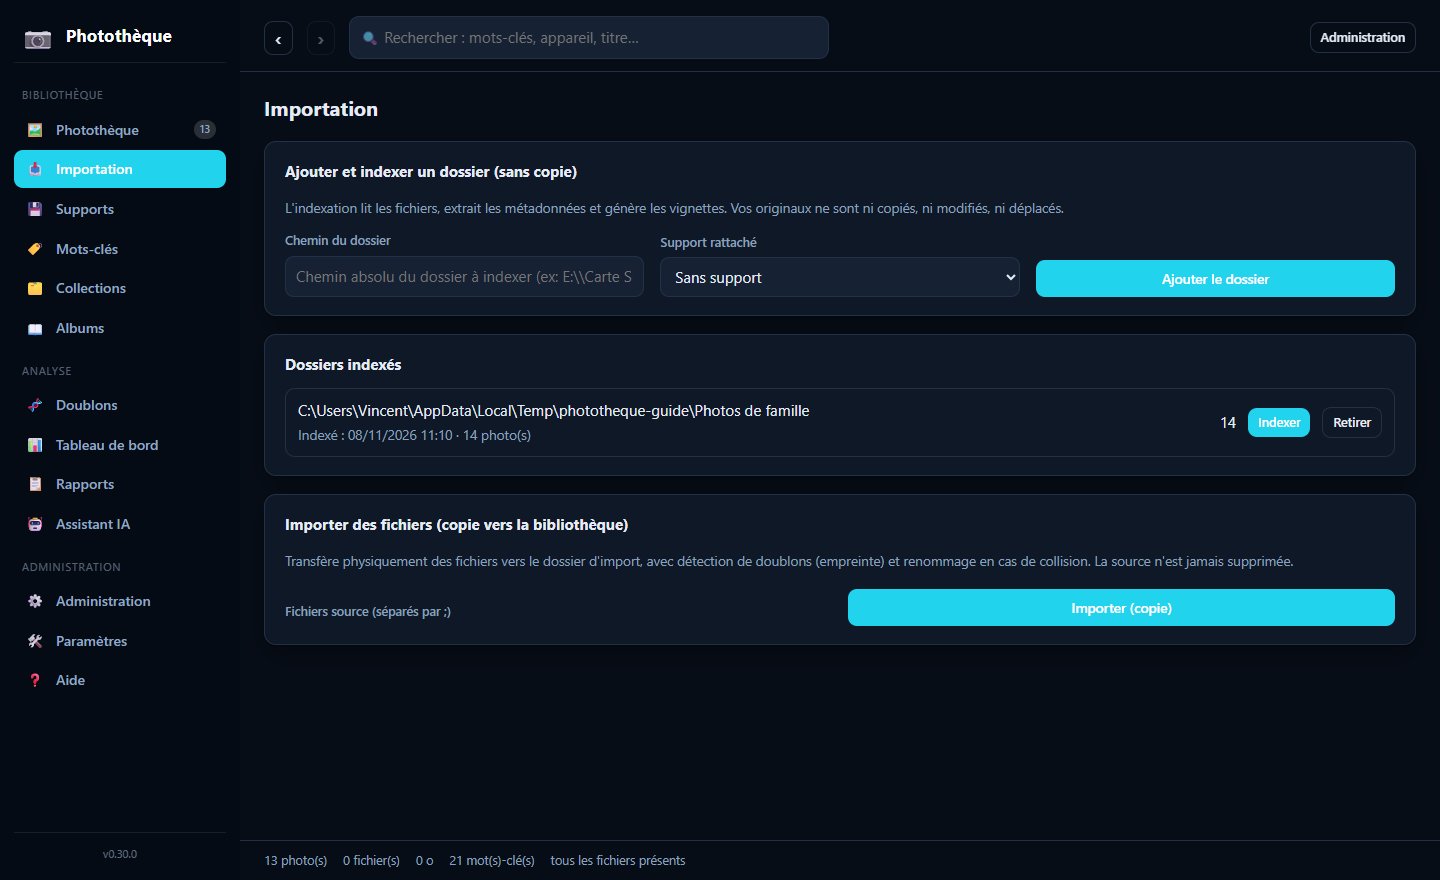 Photothèque
‹
›
Rechercher : mots-clés, appareil, titre...
Administration
BIBLIOTHÈQUE
Photothèque 13
Importation
Supports
Mots-clés
Collections
Albums
ANALYSE
Doublons
Tableau de bord
Rapports
Assistant IA
ADMINISTRATION
Administration
Paramètres
Aide
v0.30.0
Importation
Ajouter et indexer un dossier (sans copie)
L'indexation lit les fichiers, extrait les métadonnées et génère les vignettes. Vos originaux ne sont ni copiés, ni modifiés, ni déplacés.
Chemin du dossier
Chemin absolu du dossier à indexer (ex: E:\\Carte S
Support rattaché
Sans support
Ajouter le dossier
Dossiers indexés
C:\Users\Vincent\AppData\Local\Temp\phototheque-guide\Photos de famille
Indexé : 08/11/2026 11:10 · 14 photo(s)
14 Indexer Retirer
Importer des fichiers (copie vers la bibliothèque)
Transfère physiquement des fichiers vers le dossier d'import, avec détection de doublons (empreinte) et renommage en cas de collision. La source n'est jamais supprimée.
Fichiers source (séparés par ;)
Importer (copie)
13 photo(s) 0 fichier(s) 0 o 21 mot(s)-clé(s) tous les fichiers présents